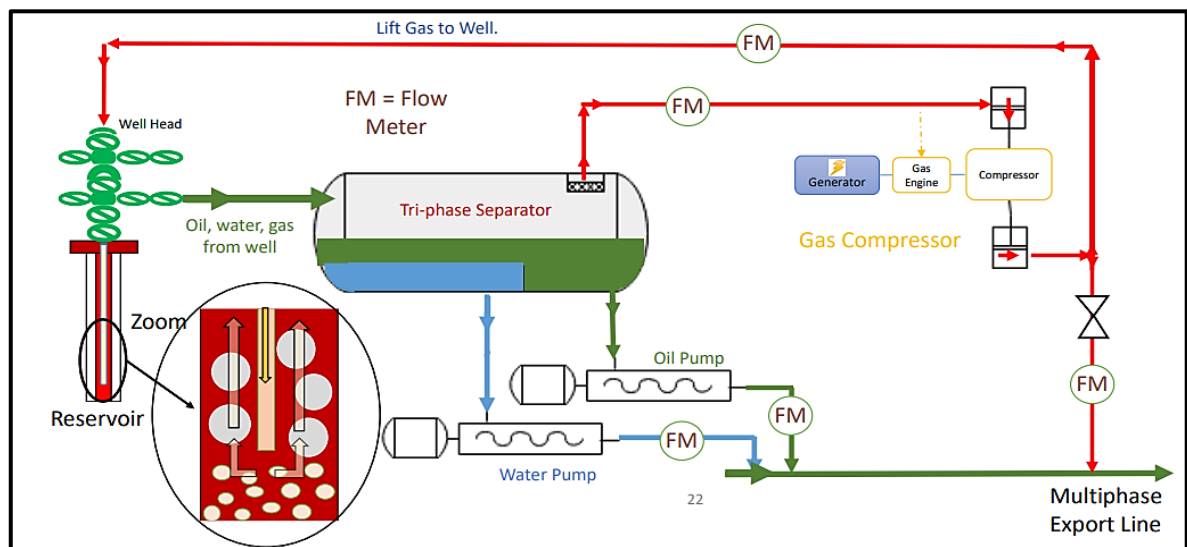 Lift Gas to Well.
FM
FM = Flow
Meter
FM
Well Head
Generator
Gas
Engine
Compressor
Tri-phase Separator
Oil, water, gas
from well
Gas Compressor
Zoom
Oil Pump
Reservoir
FM
FM
FM
Water Pump
22
Multiphase
Export Line